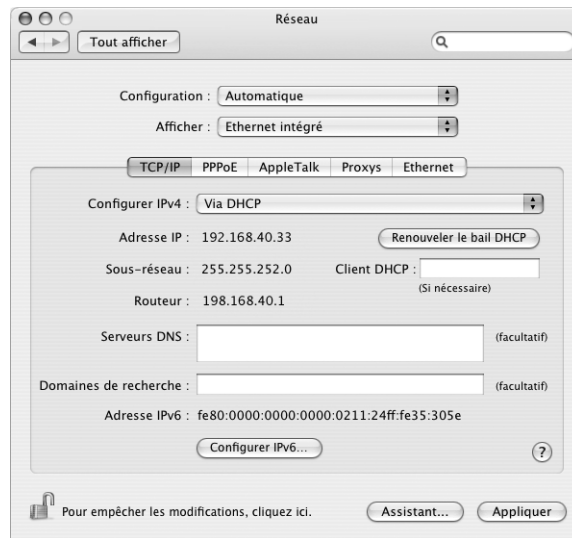 Réseau
Tout afficher
Configuration : Automatique
Afficher : Ethernet intégré
TCP/IP PPPoE AppleTalk Proxys Ethernet
Configurer IPv4 : Via DHCP
Adresse IP : 192.168.40.33 Renouveler le bail DHCP
Sous-réseau : 255.255.252.0 Client DHCP :
(Si nécessaire)
Routeur : 198.168.40.1
Serveurs DNS : (facultatif)
Domaines de recherche : (facultatif)
Adresse IPv6 : fe80:0000:0000:0000:0211:24ff:fe35:305e
Configurer IPv6... ?
Pour empêcher les modifications, cliquez ici. Assistant... Appliquer